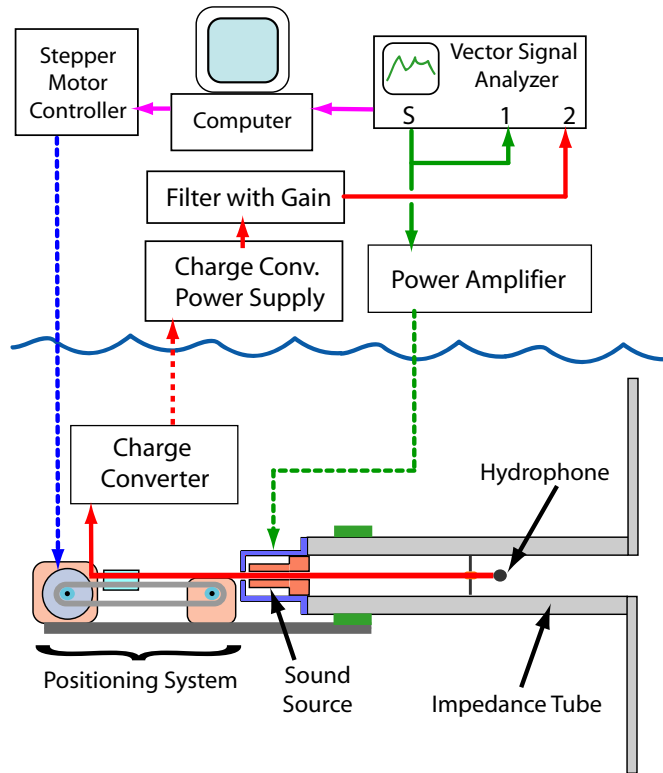 Stepper
Motor
Controller
Computer
Vector Signal
Analyzer
S 1 2
Filter with Gain
Charge Conv.
Power Supply
Power Amplifier
Charge
Converter
Hydrophone
Positioning System
Sound
Source
Impedance Tube